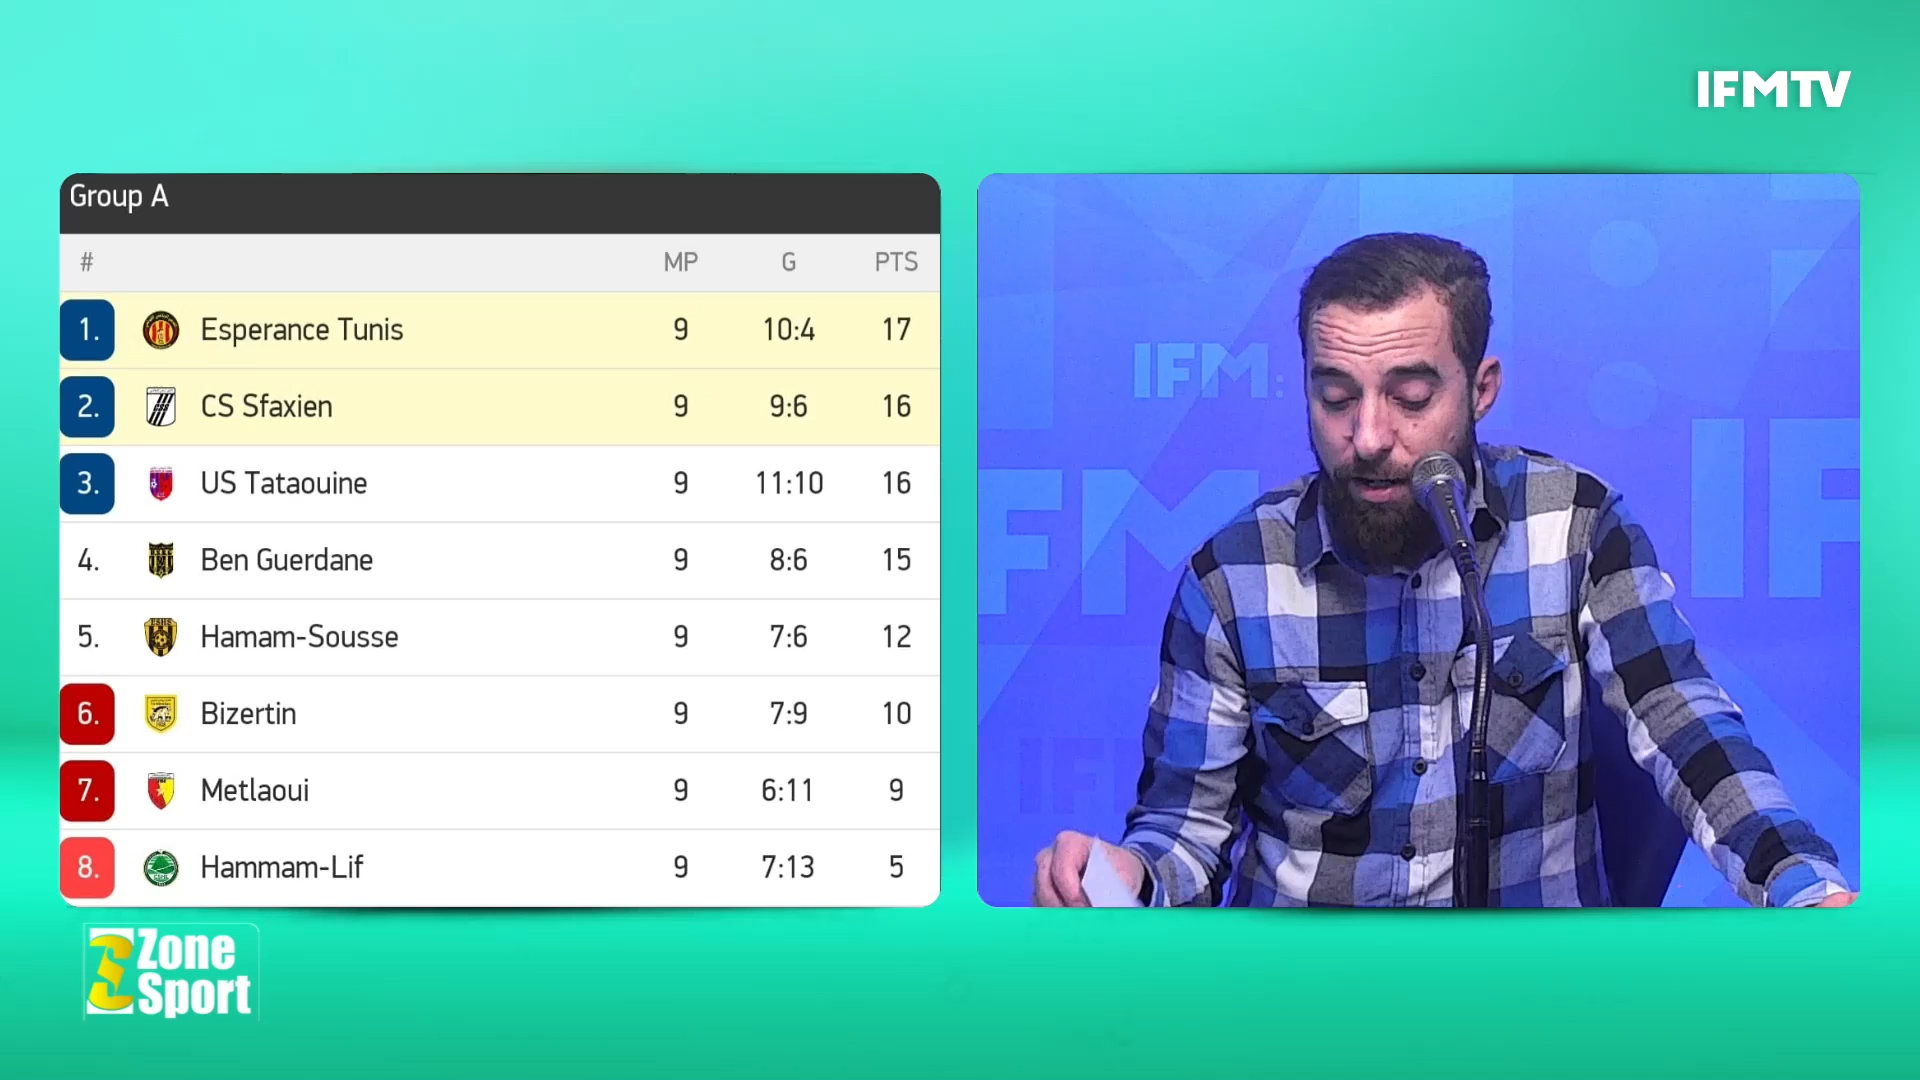 IFMTV
Group A
# MP G PTS
1. Esperance Tunis 9 10:4 17
2. CS Sfaxien 9 9:6 16
3. US Tataouine 9 11:10 16
4. Ben Guerdane 9 8:6 15
5. Hamam-Sousse 9 7:6 12
6. Bizertin 9 7:9 10
7. Metlaoui 9 6:11 9
8. Hammam-Lif 9 7:13 5
IFM:
FM
IF
IFM
Zone
Sport